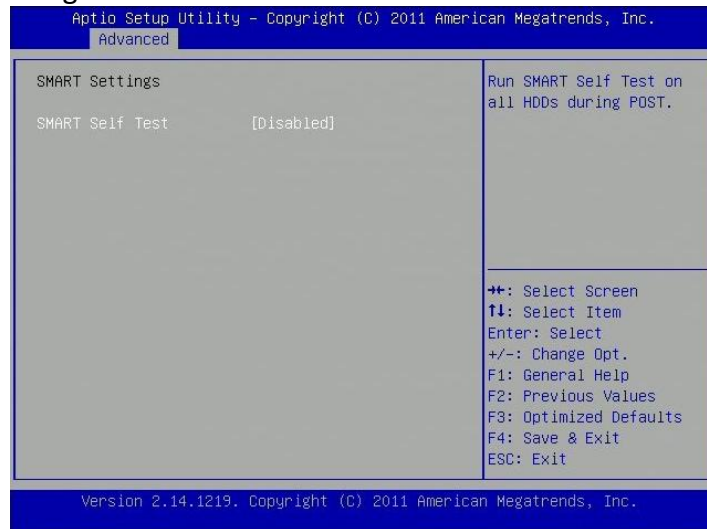 Aptio Setup Utility – Copyright (C) 2011 American Megatrends, Inc.
Advanced
SMART Settings
SMART Self Test [Disabled]
Run SMART Self Test on
all HDDs during POST.
→←: Select Screen
↑↓: Select Item
Enter: Select
+/-: Change Opt.
F1: General Help
F2: Previous Values
F3: Optimized Defaults
F4: Save & Exit
ESC: Exit
Version 2.14.1219. Copyright (C) 2011 American Megatrends, Inc.